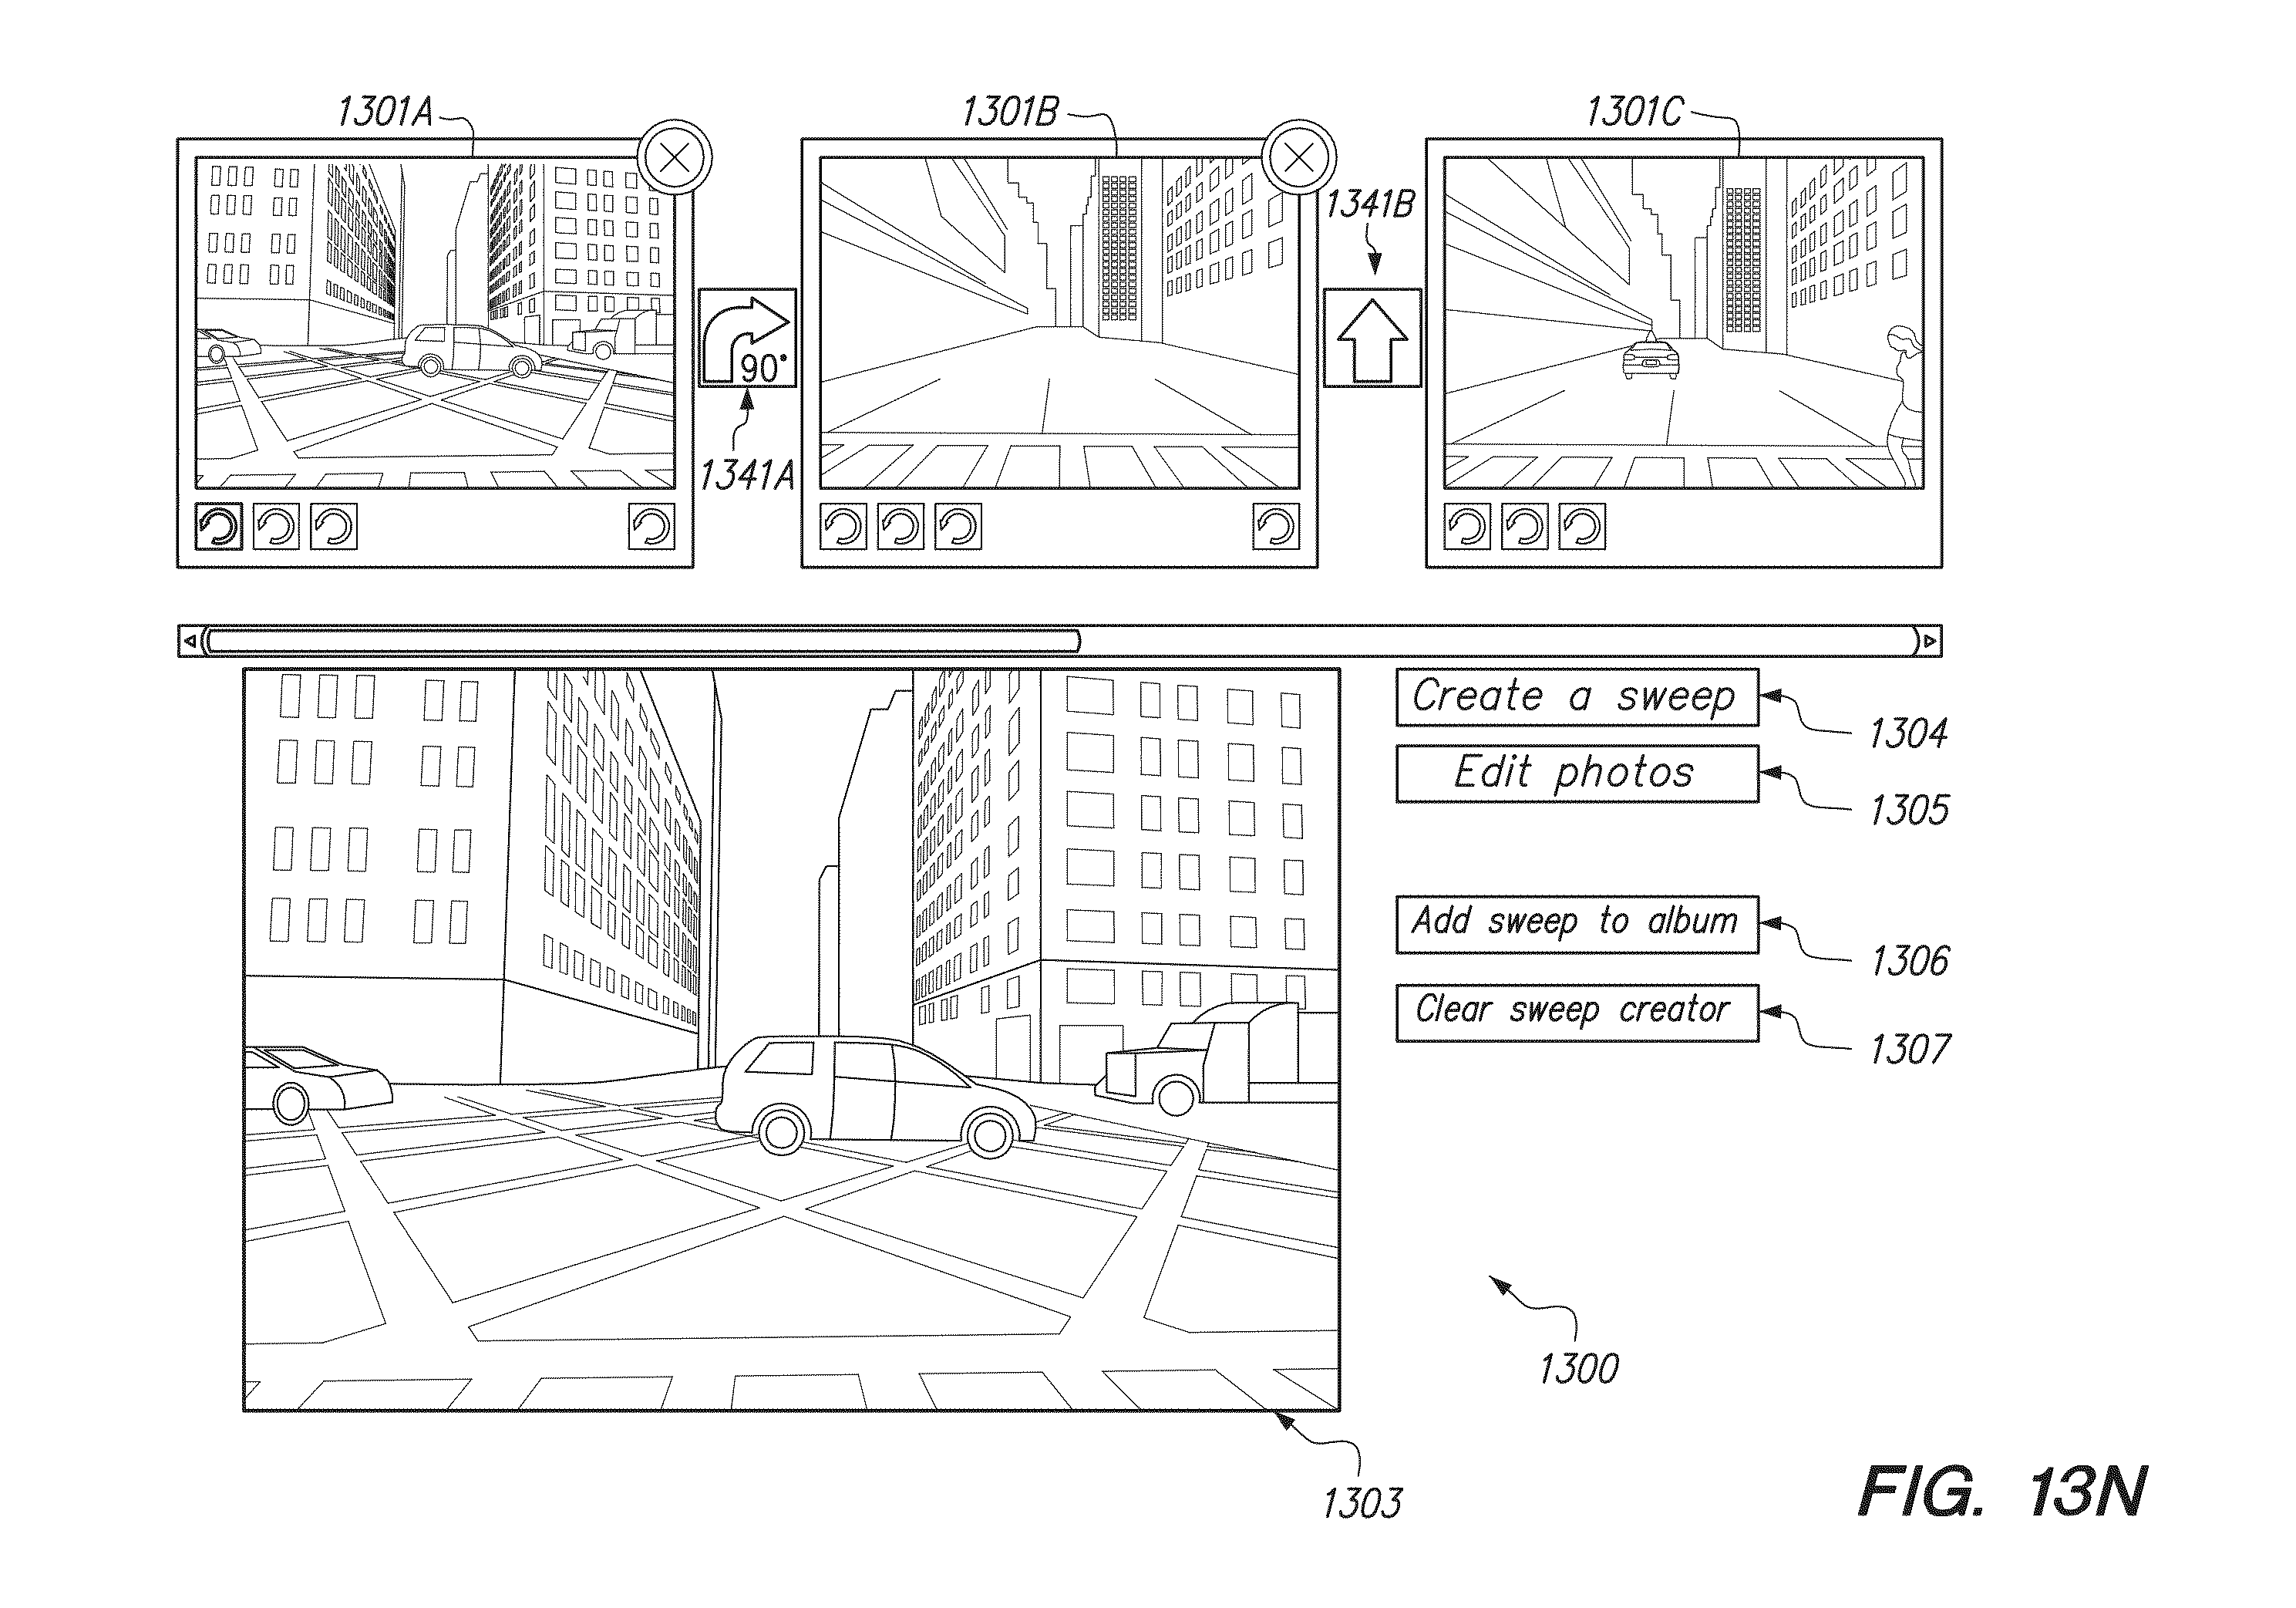 1301A
1301B
1301C
1341B
90°
1341A
Create a sweep
1304
Edit photos
1305
Add sweep to album
1306
Clear sweep creator
1307
1300
1303
FIG. 13N